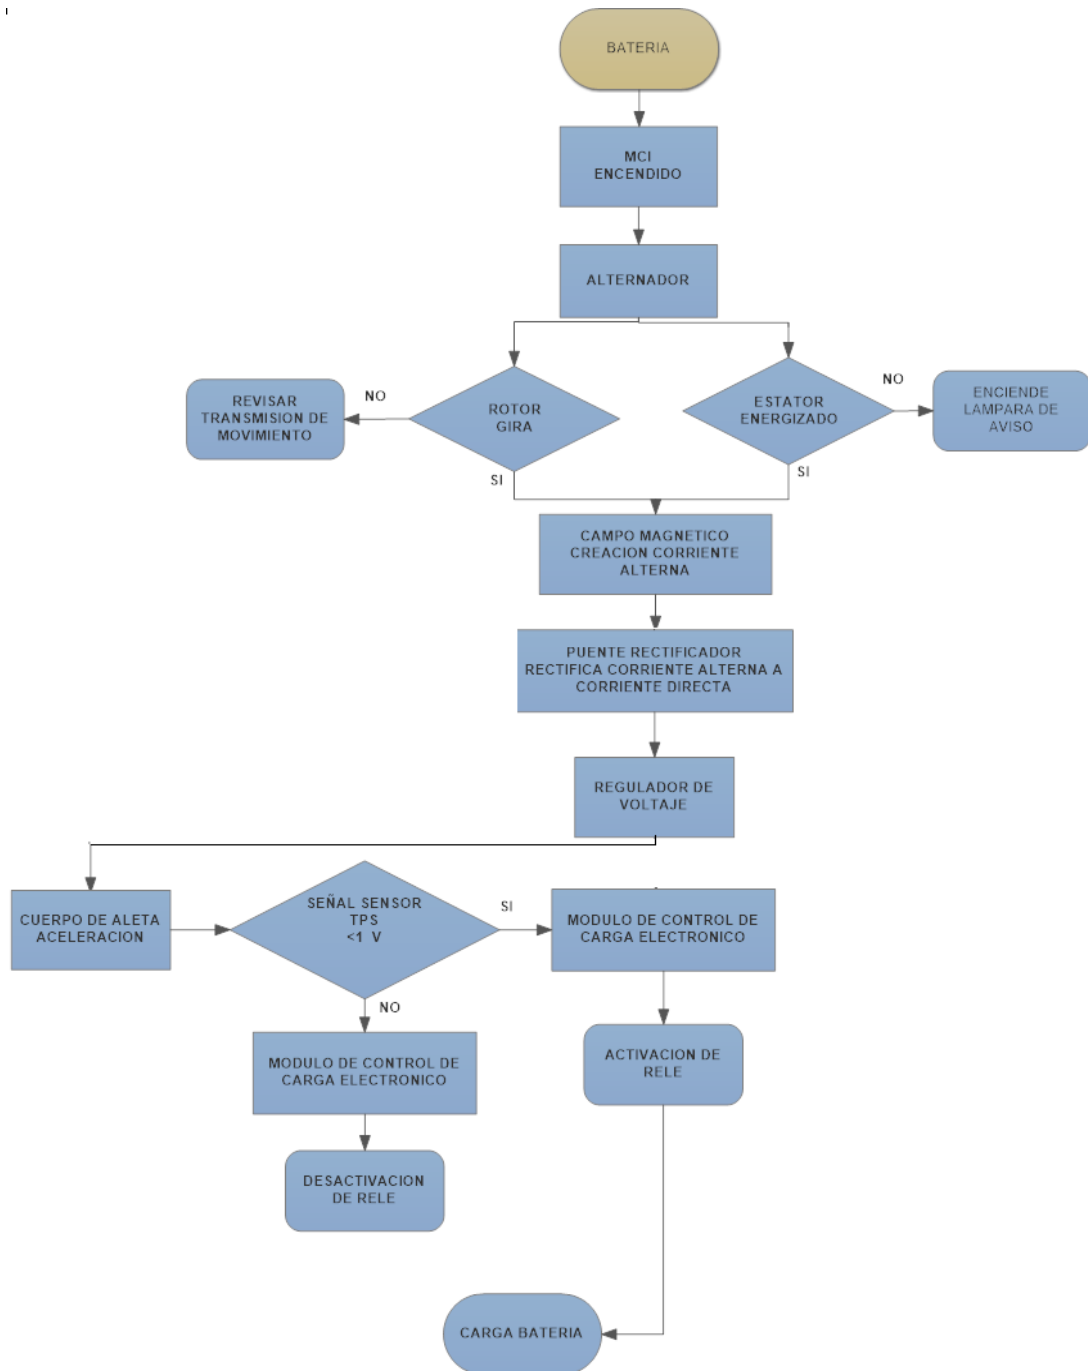 BATERIA
MCI
ENCENDIDO
ALTERNADOR
NO
REVISAR
TRANSMISION DE
MOVIMIENTO
ROTOR
GIRA
SI
ESTATOR
ENERGIZADO
NO
ENCIENDE
LAMPARA DE
AVISO
SI
CAMPO MAGNETICO
CREACION CORRIENTE
ALTERNA
PUENTE RECTIFICADOR
RECTIFICA CORRIENTE ALTERNA A
CORRIENTE DIRECTA
REGULADOR DE
VOLTAJE
CUERPO DE ALETA
ACELERACION
SEÑAL SENSOR
TPS
<1 V
SI
MODULO DE CONTROL DE
CARGA ELECTRONICO
NO
MODULO DE CONTROL DE
CARGA ELECTRONICO
ACTIVACION DE
RELE
DESACTIVACION
DE RELE
CARGA BATERIA